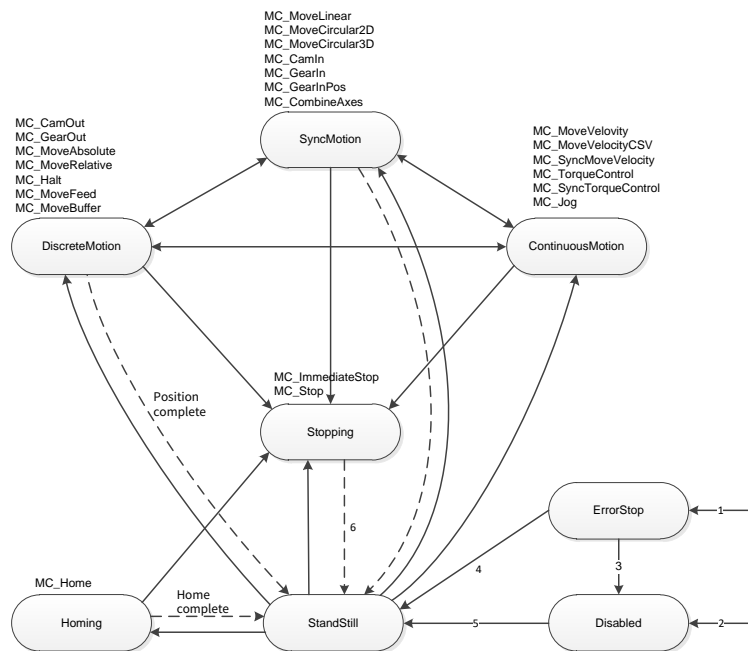 MC_MoveLinear
MC_MoveCircular2D
MC_MoveCircular3D
MC_CamIn
MC_GearIn
MC_GearInPos
MC_CombineAxes
SyncMotion
MC_CamOut
MC_GearOut
MC_MoveAbsolute
MC_MoveRelative
MC_Halt
MC_MoveFeed
MC_MoveBuffer
DiscreteMotion
MC_MoveVelovity
MC_MoveVelocityCSV
MC_SyncMoveVelocity
MC_TorqueControl
MC_SyncTorqueControl
MC_Jog
ContinuousMotion
MC_ImmediateStop
MC_Stop
Stopping
Position
complete
6
ErrorStop
1
4
3
MC_Home
Homing
Home
complete
StandStill
5
Disabled
2